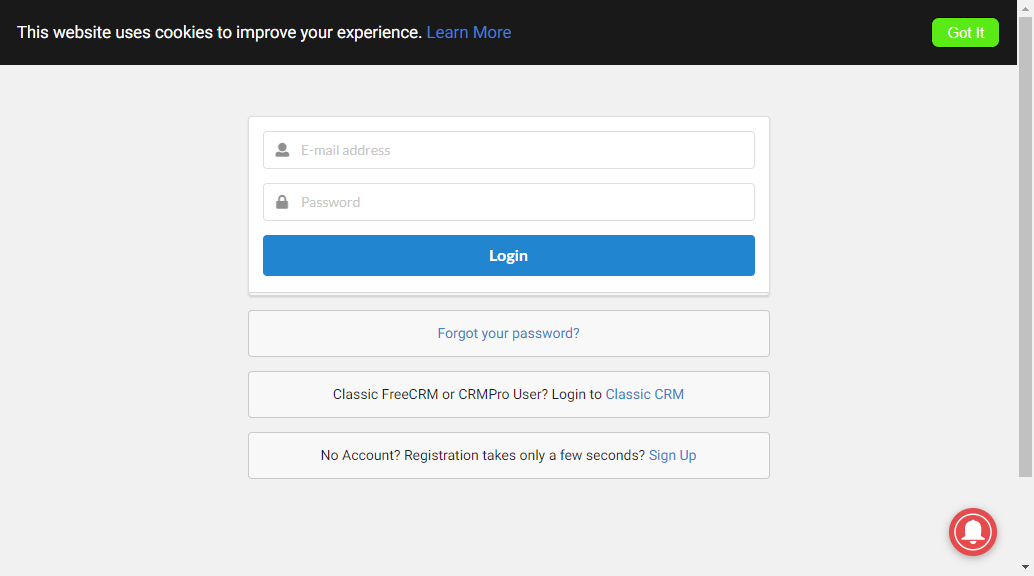 This website uses cookies to improve your experience. Learn More
Got It
E-mail address
Password
Login
Forgot your password?
Classic FreeCRM or CRMPro User? Login to Classic CRM
No Account? Registration takes only a few seconds? Sign Up